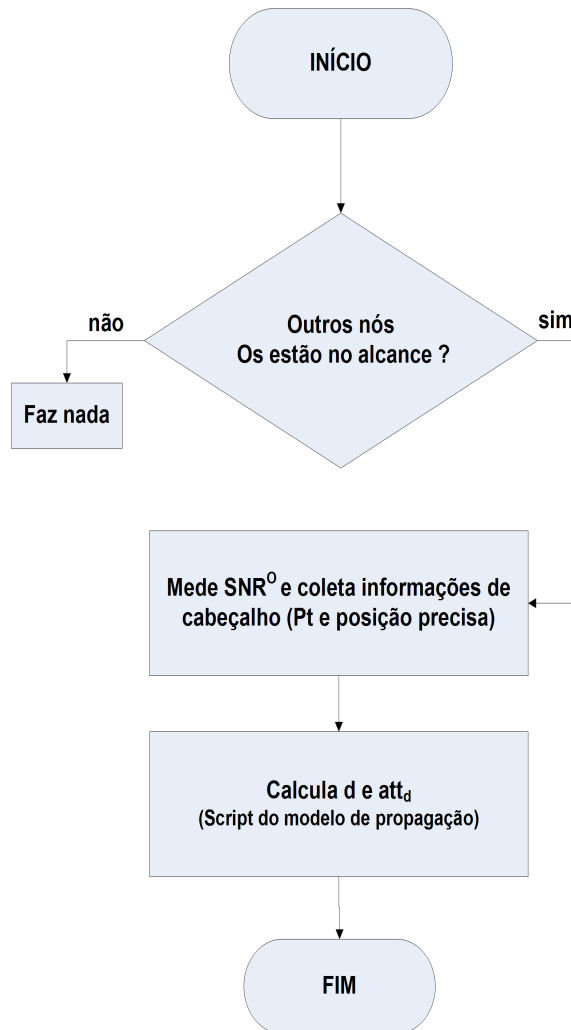 INÍCIO
não
Outros nós
Os estão no alcance ?
sim
Faz nada
Mede SNR^O e coleta informações de
cabeçalho (Pt e posição precisa)
Calcula d e att_d
(Script do modelo de propagação)
FIM